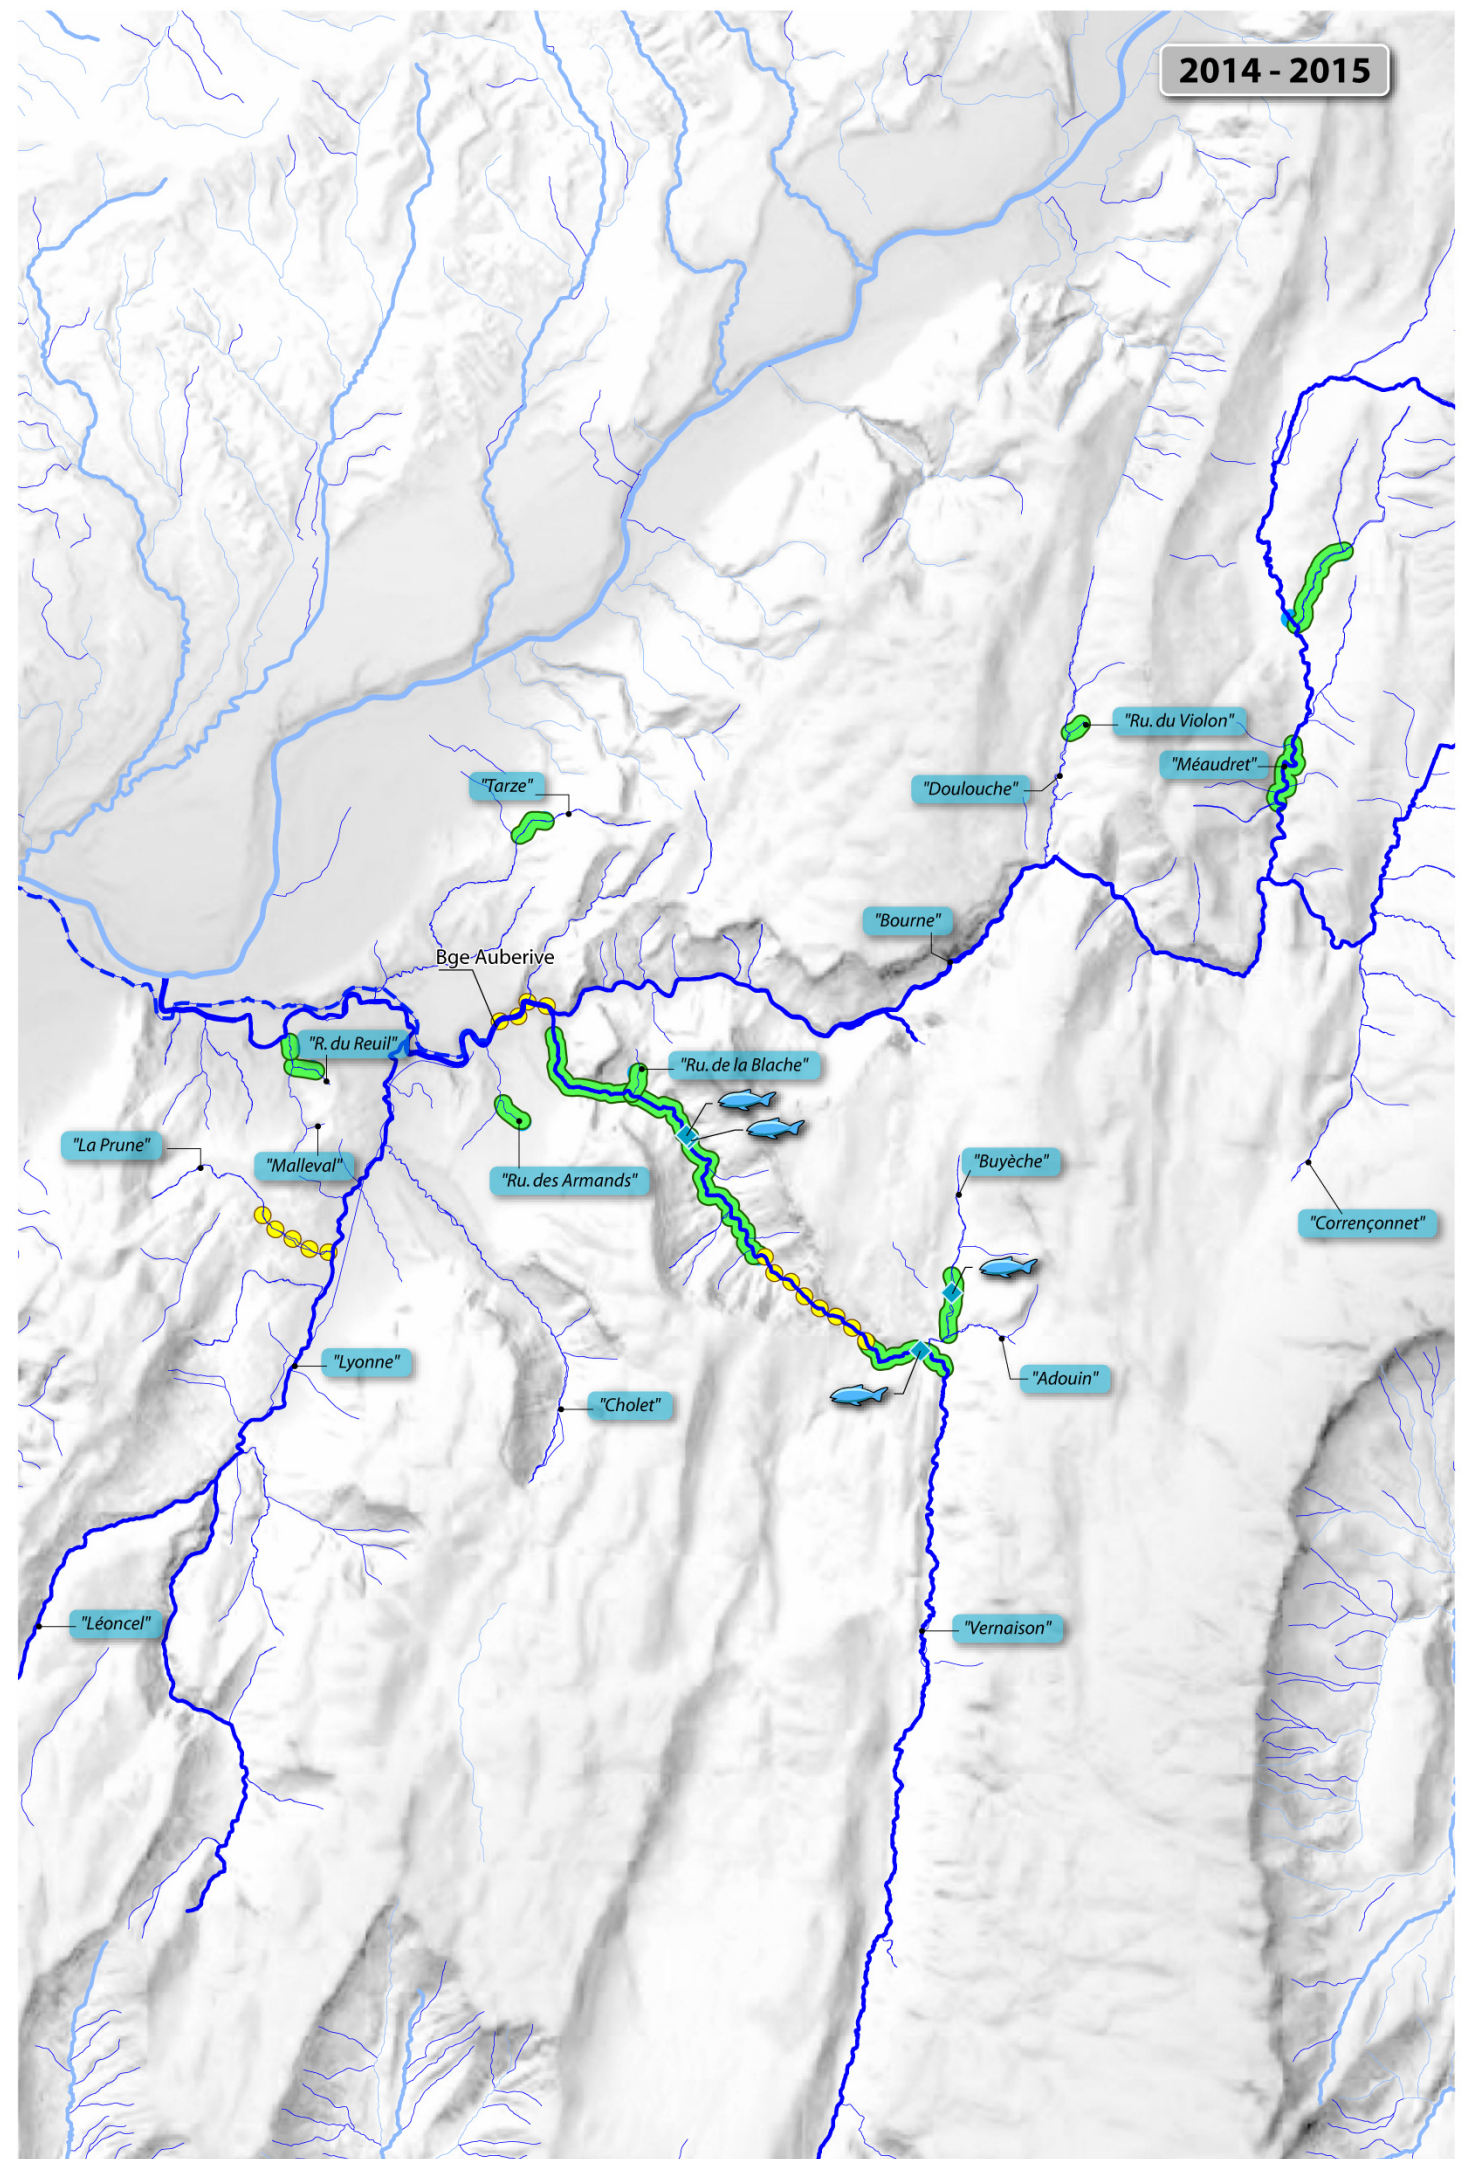 2014 - 2015
"Ru. du Violon"
"Méaudret"
"Tarze"
"Doulouche"
"Bourne"
Bge Auberive
"R. du Reuil"
"Ru. de la Blache"
"La Prune"
"Malleval"
"Ru. des Armands"
"Buyèche"
"Corrençonnet"
"Lyonne"
"Adouin"
"Cholet"
"Léoncel"
"Vernaison"